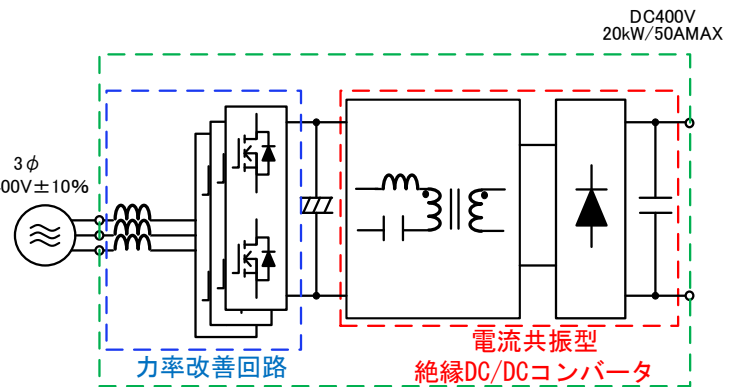 DC400V
20kW/50AMAX
3φ
00V±10%
力率改善回路
電流共振型
絶縁DC/DCコンバータ